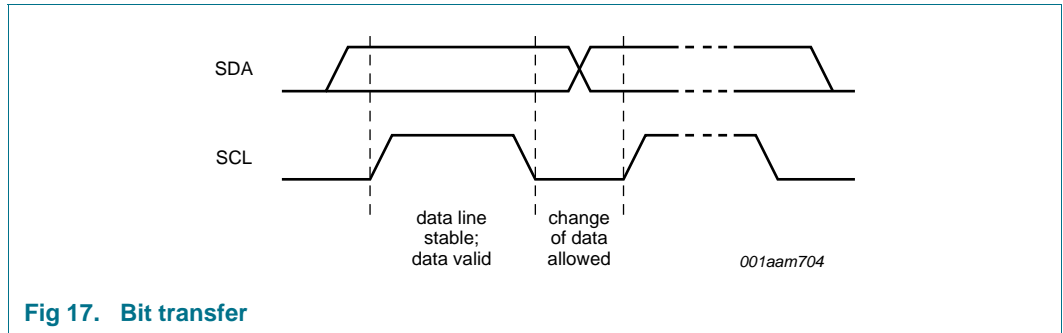 SDA
SCL
data line
stable;
data valid
change
of data
allowed
001aam704
Fig 17. Bit transfer